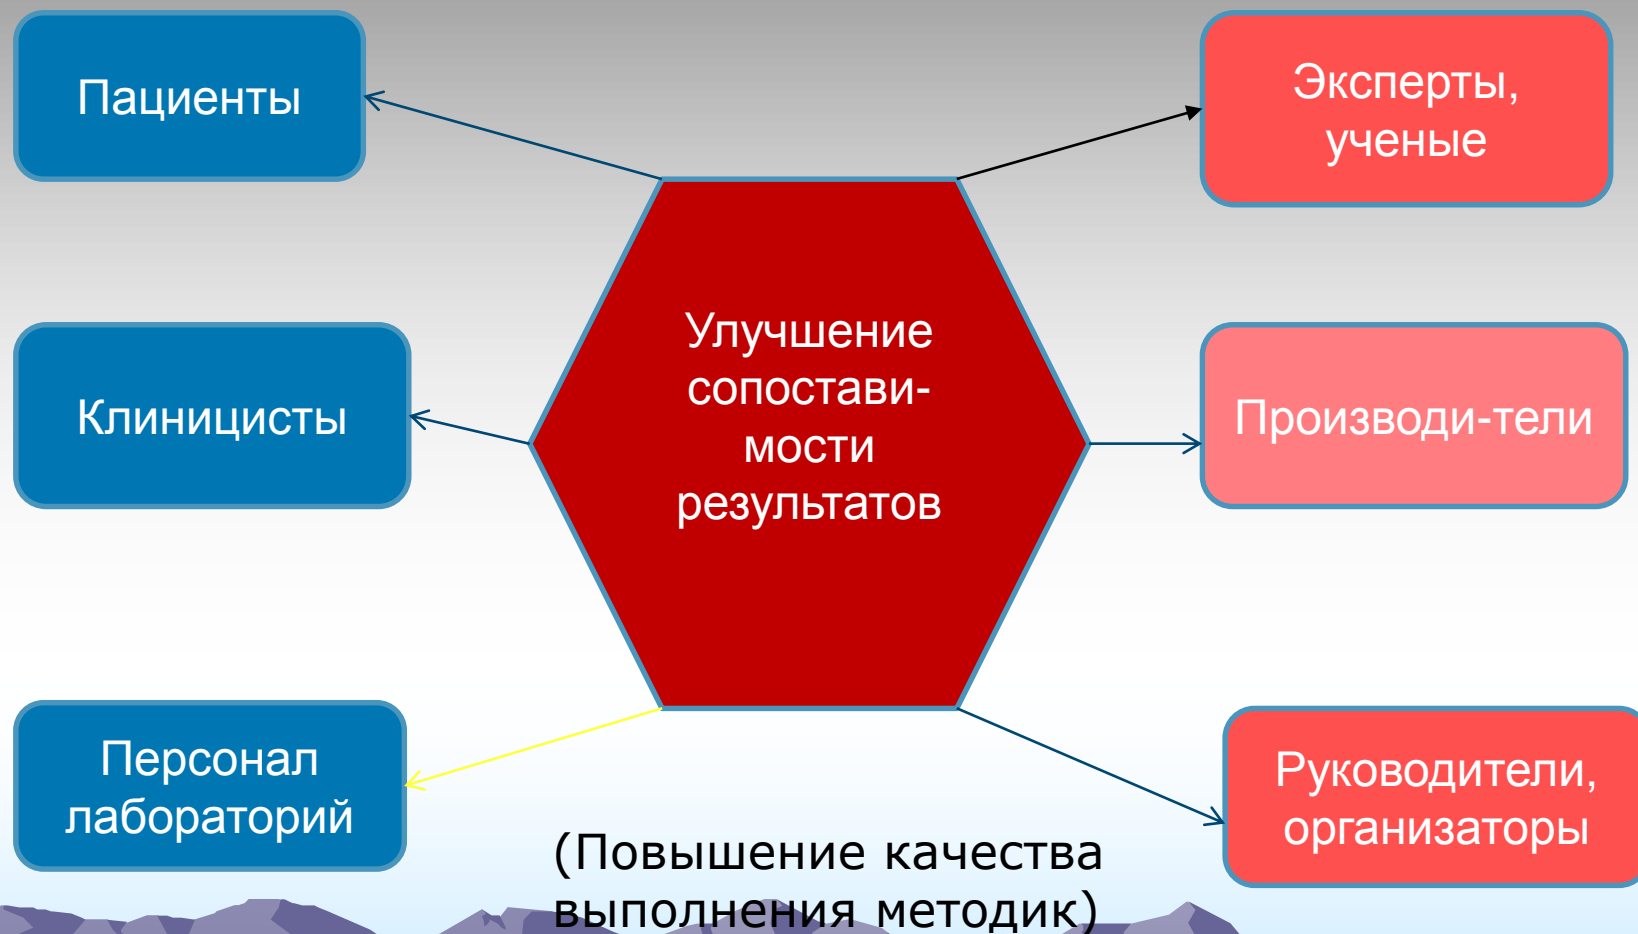 Пациенты
Эксперты,
ученые
Улучшение
сопостави-
мости
результатов
Клиницисты
Производи-тели
Персонал
лабораторий
Руководители,
организаторы
(Повышение качества
выполнения методик)